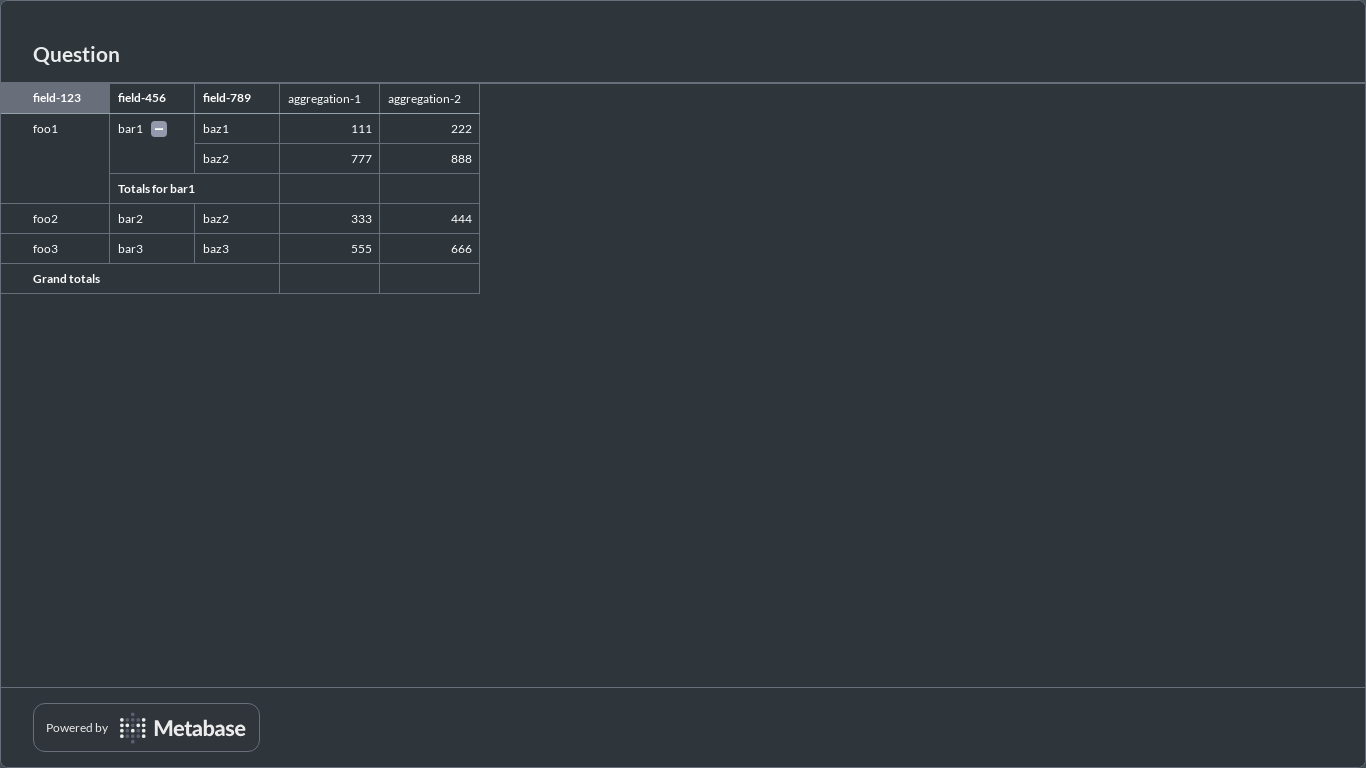 Question
field-123 field-456 field-789 aggregation-1 aggregation-2
foo1 bar1 baz1 111 222
baz2 777 888
Totals for bar1
foo2 bar2 baz2 333 444
foo3 bar3 baz3 555 666
Grand totals
Powered by Metabase